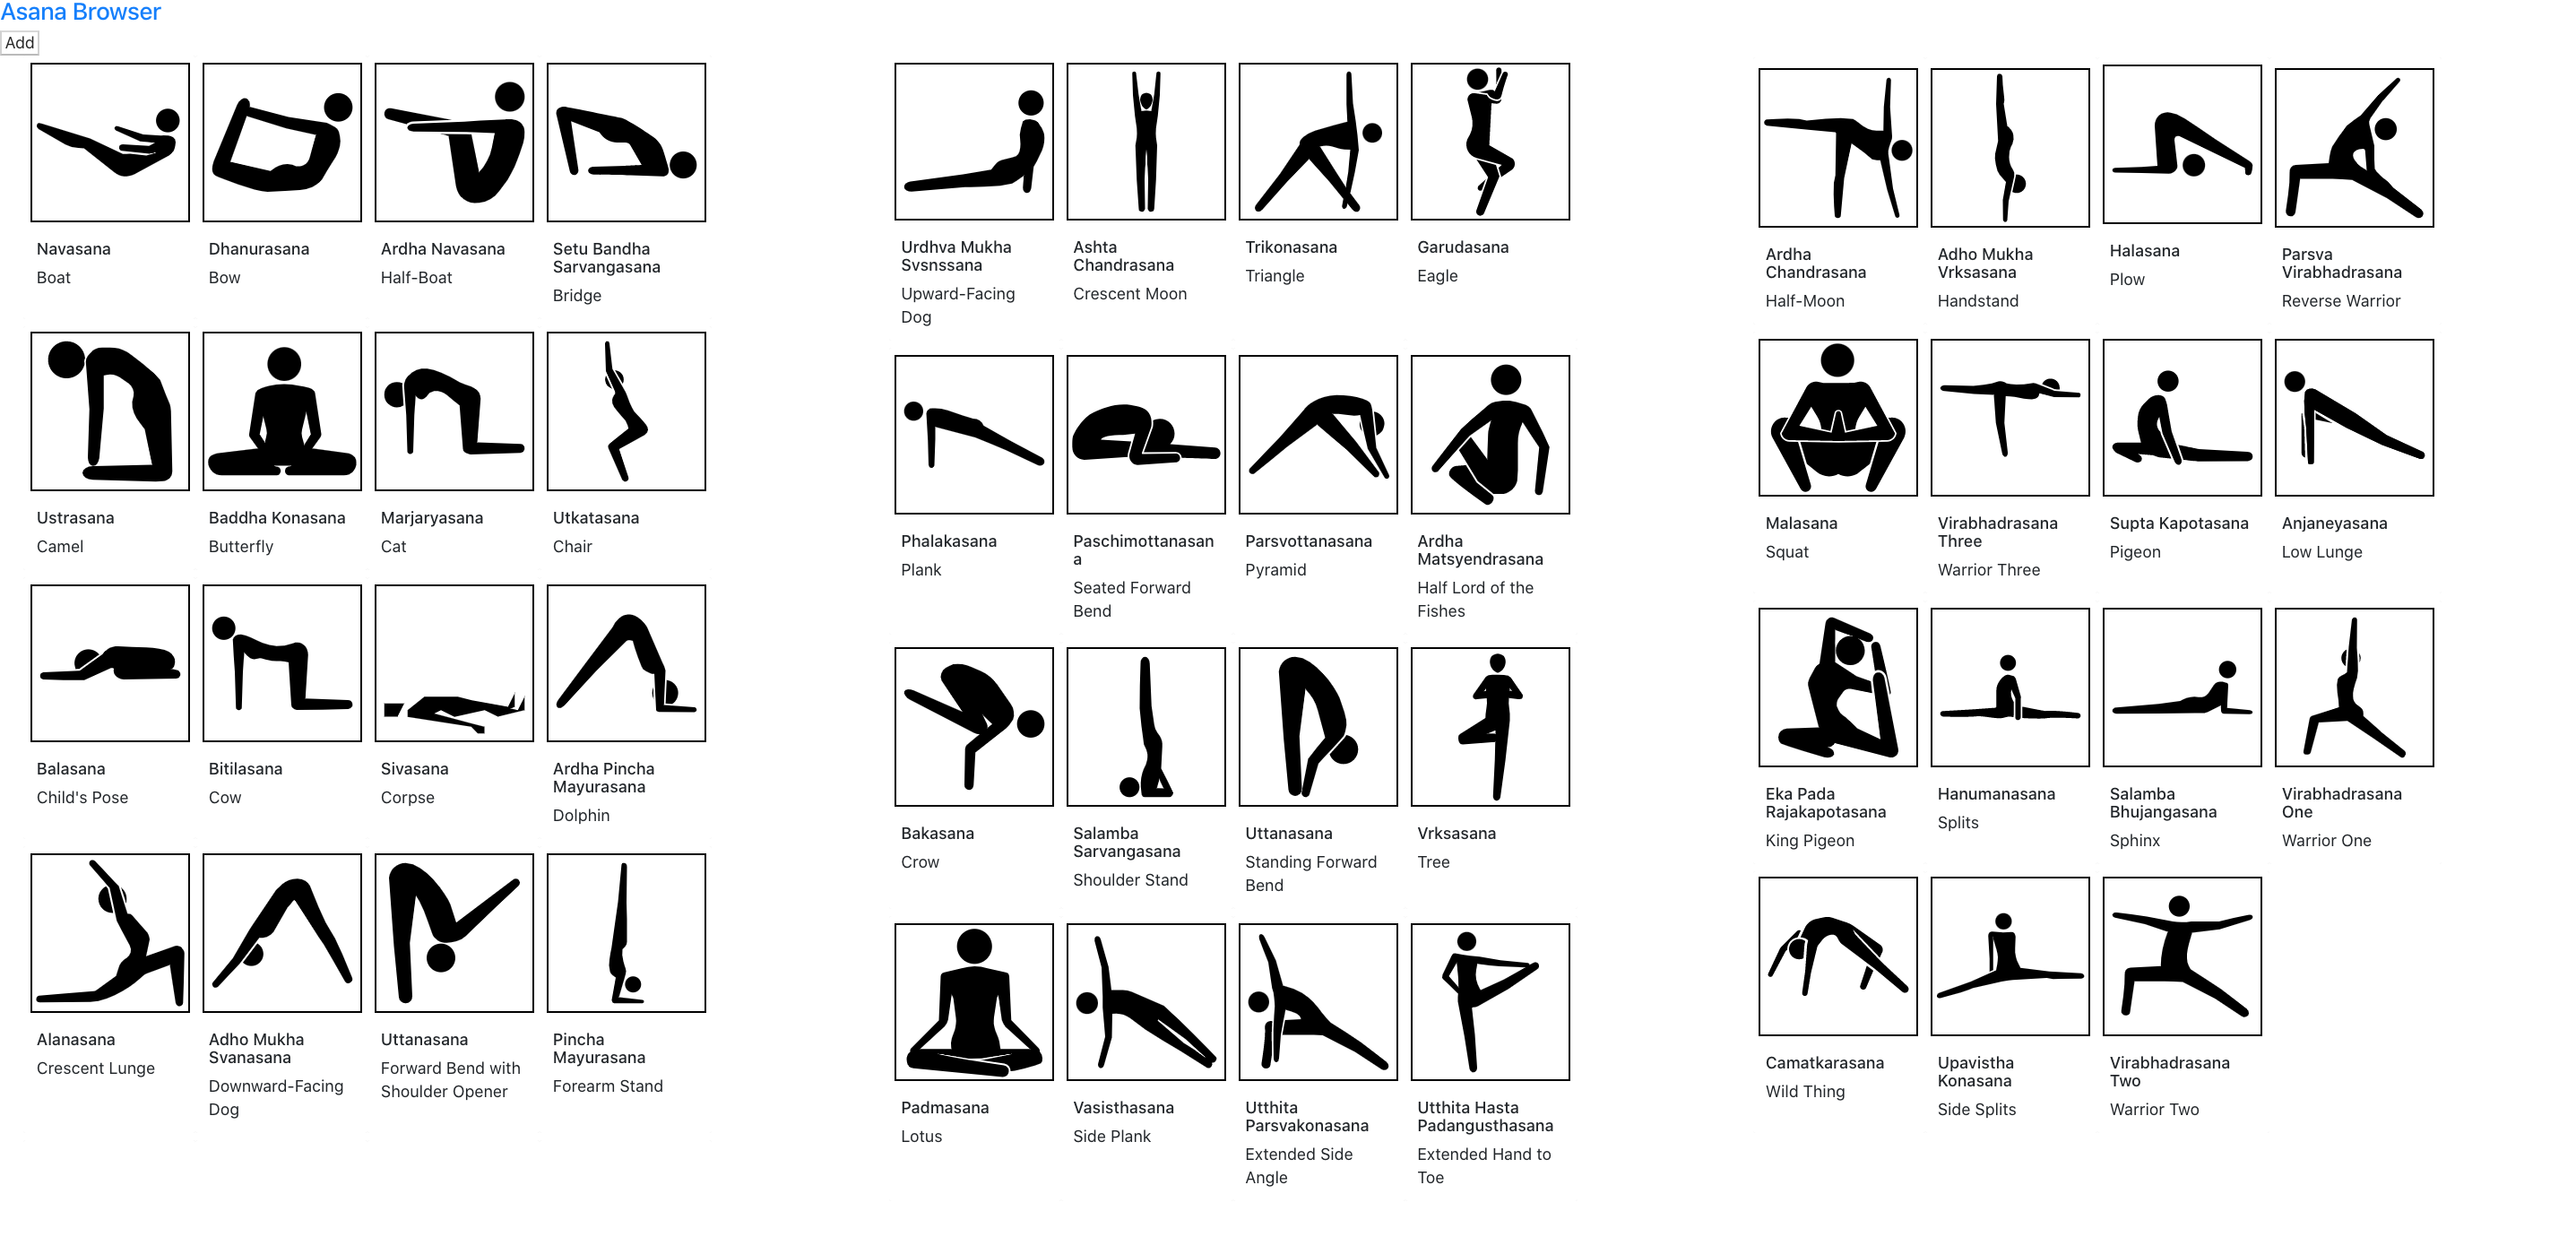 Asana Browser
Add
Navasana
Boat
Dhanurasana
Bow
Ardha Navasana
Half-Boat
Setu Bandha
Sarvangasana
Bridge
Ustrasana
Camel
Baddha Konasana
Butterfly
Marjaryasana
Cat
Utkatasana
Chair
Balasana
Child's Pose
Bitilasana
Cow
Sivasana
Corpse
Ardha Pincha
Mayurasana
Dolphin
Alanasana
Crescent Lunge
Adho Mukha
Svanasana
Downward-Facing
Dog
Uttanasana
Forward Bend with
Shoulder Opener
Pincha
Mayurasana
Forearm Stand
Urdhva Mukha
Svsnssana
Upward-Facing
Dog
Ashta
Chandrasana
Crescent Moon
Trikonasana
Triangle
Garudasana
Eagle
Phalakasana
Plank
Paschimottanasan
a
Seated Forward
Bend
Parsvottanasana
Pyramid
Ardha
Matsyendrasana
Half Lord of the
Fishes
Bakasana
Crow
Salamba
Sarvangasana
Shoulder Stand
Uttanasana
Standing Forward
Bend
Vrksasana
Tree
Padmasana
Lotus
Vasisthasana
Side Plank
Utthita
Parsvakonasana
Extended Side
Angle
Utthita Hasta
Padangusthasana
Extended Hand to
Toe
Ardha
Chandrasana
Half-Moon
Adho Mukha
Vrksasana
Handstand
Halasana
Plow
Parsva
Virabhadrasana
Reverse Warrior
Malasana
Squat
Virabhadrasana
Three
Warrior Three
Supta Kapotasana
Pigeon
Anjaneyasana
Low Lunge
Eka Pada
Rajakapotasana
King Pigeon
Hanumanasana
Splits
Salamba
Bhujangasana
Sphinx
Virabhadrasana
One
Warrior One
Camatkarasana
Wild Thing
Upavistha
Konasana
Side Splits
Virabhadrasana
Two
Warrior Two